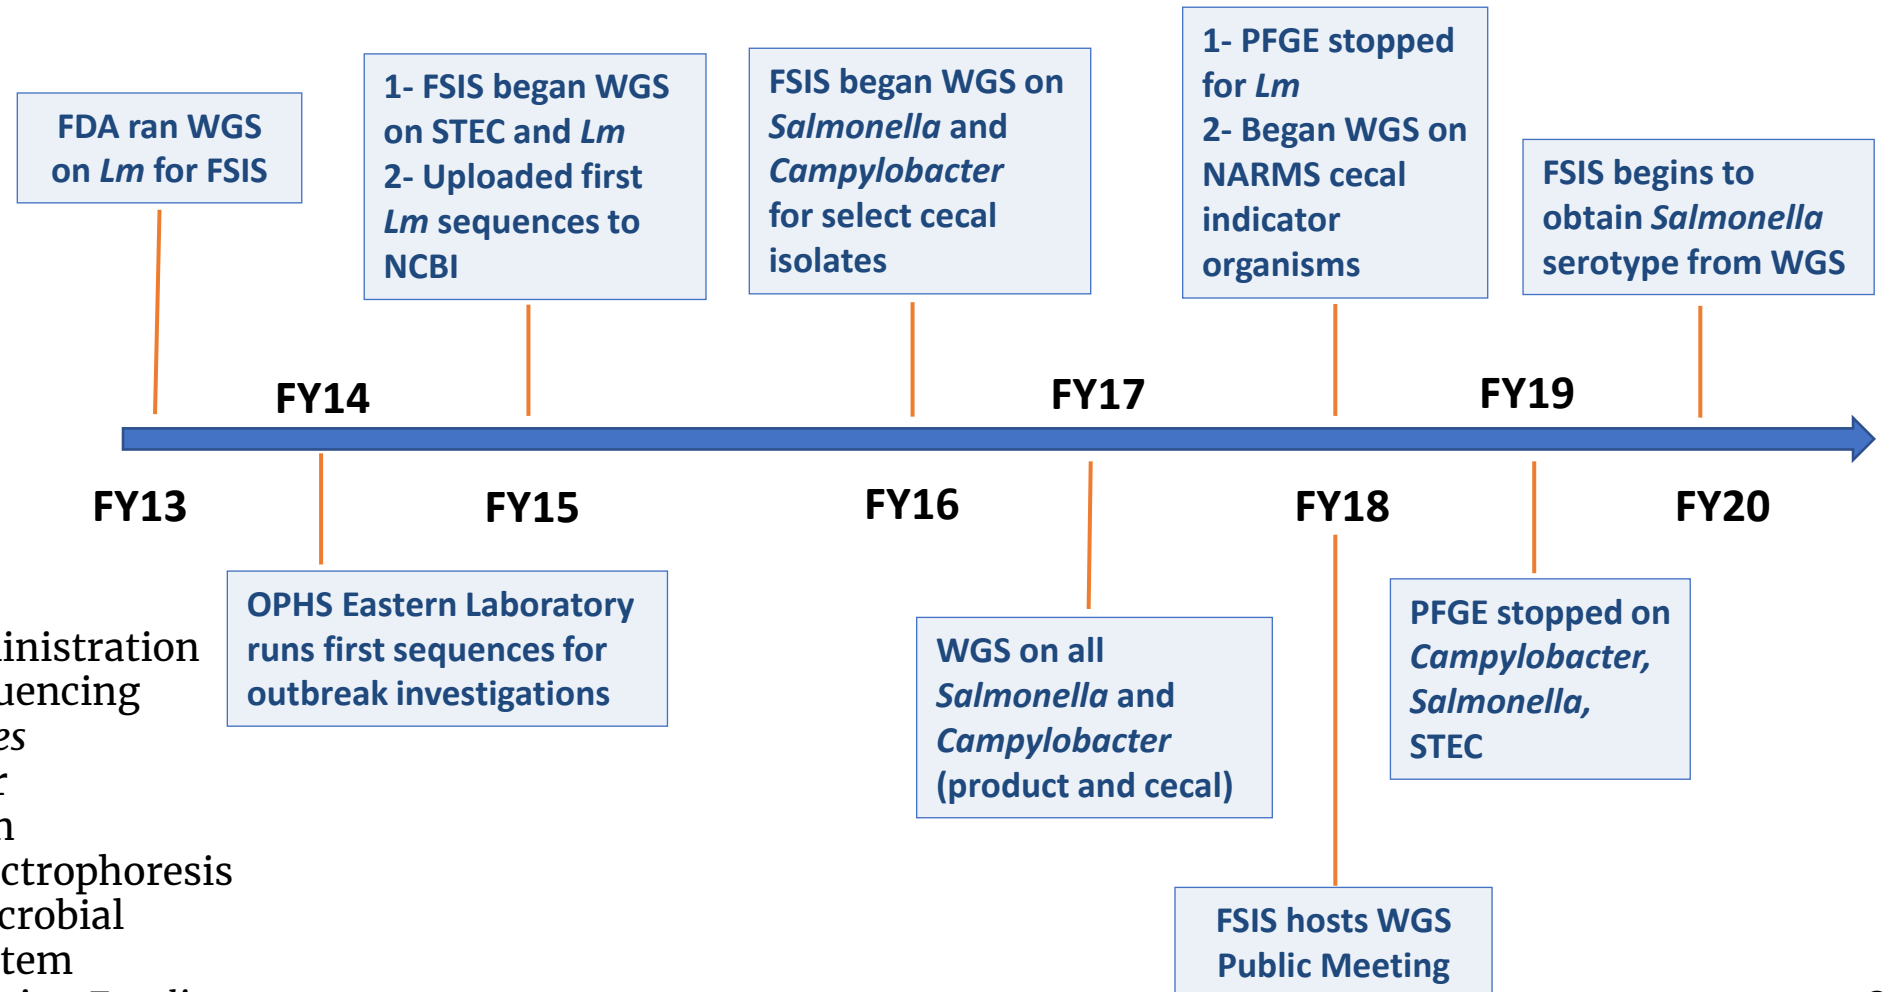 FDA ran WGS
on Lm for FSIS
1- FSIS began WGS
on STEC and Lm
2- Uploaded first
Lm sequences to
NCBI
FSIS began WGS on
Salmonella and
Campylobacter
for select cecal
isolates
1- PFGE stopped
for Lm
2- Began WGS on
NARMS cecal
indicator
organisms
FSIS begins to
obtain Salmonella
serotype from WGS
FY14
FY17
FY19
FY13
FY15
FY16
FY18
FY20
OPHS Eastern Laboratory
runs first sequences for
outbreak investigations
WGS on all
Salmonella and
Campylobacter
(product and cecal)
PFGE stopped on
Campylobacter,
Salmonella,
STEC
FSIS hosts WGS
Public Meeting
inistration
uencing
es
r
n
ctrophoresis
crobial
tem